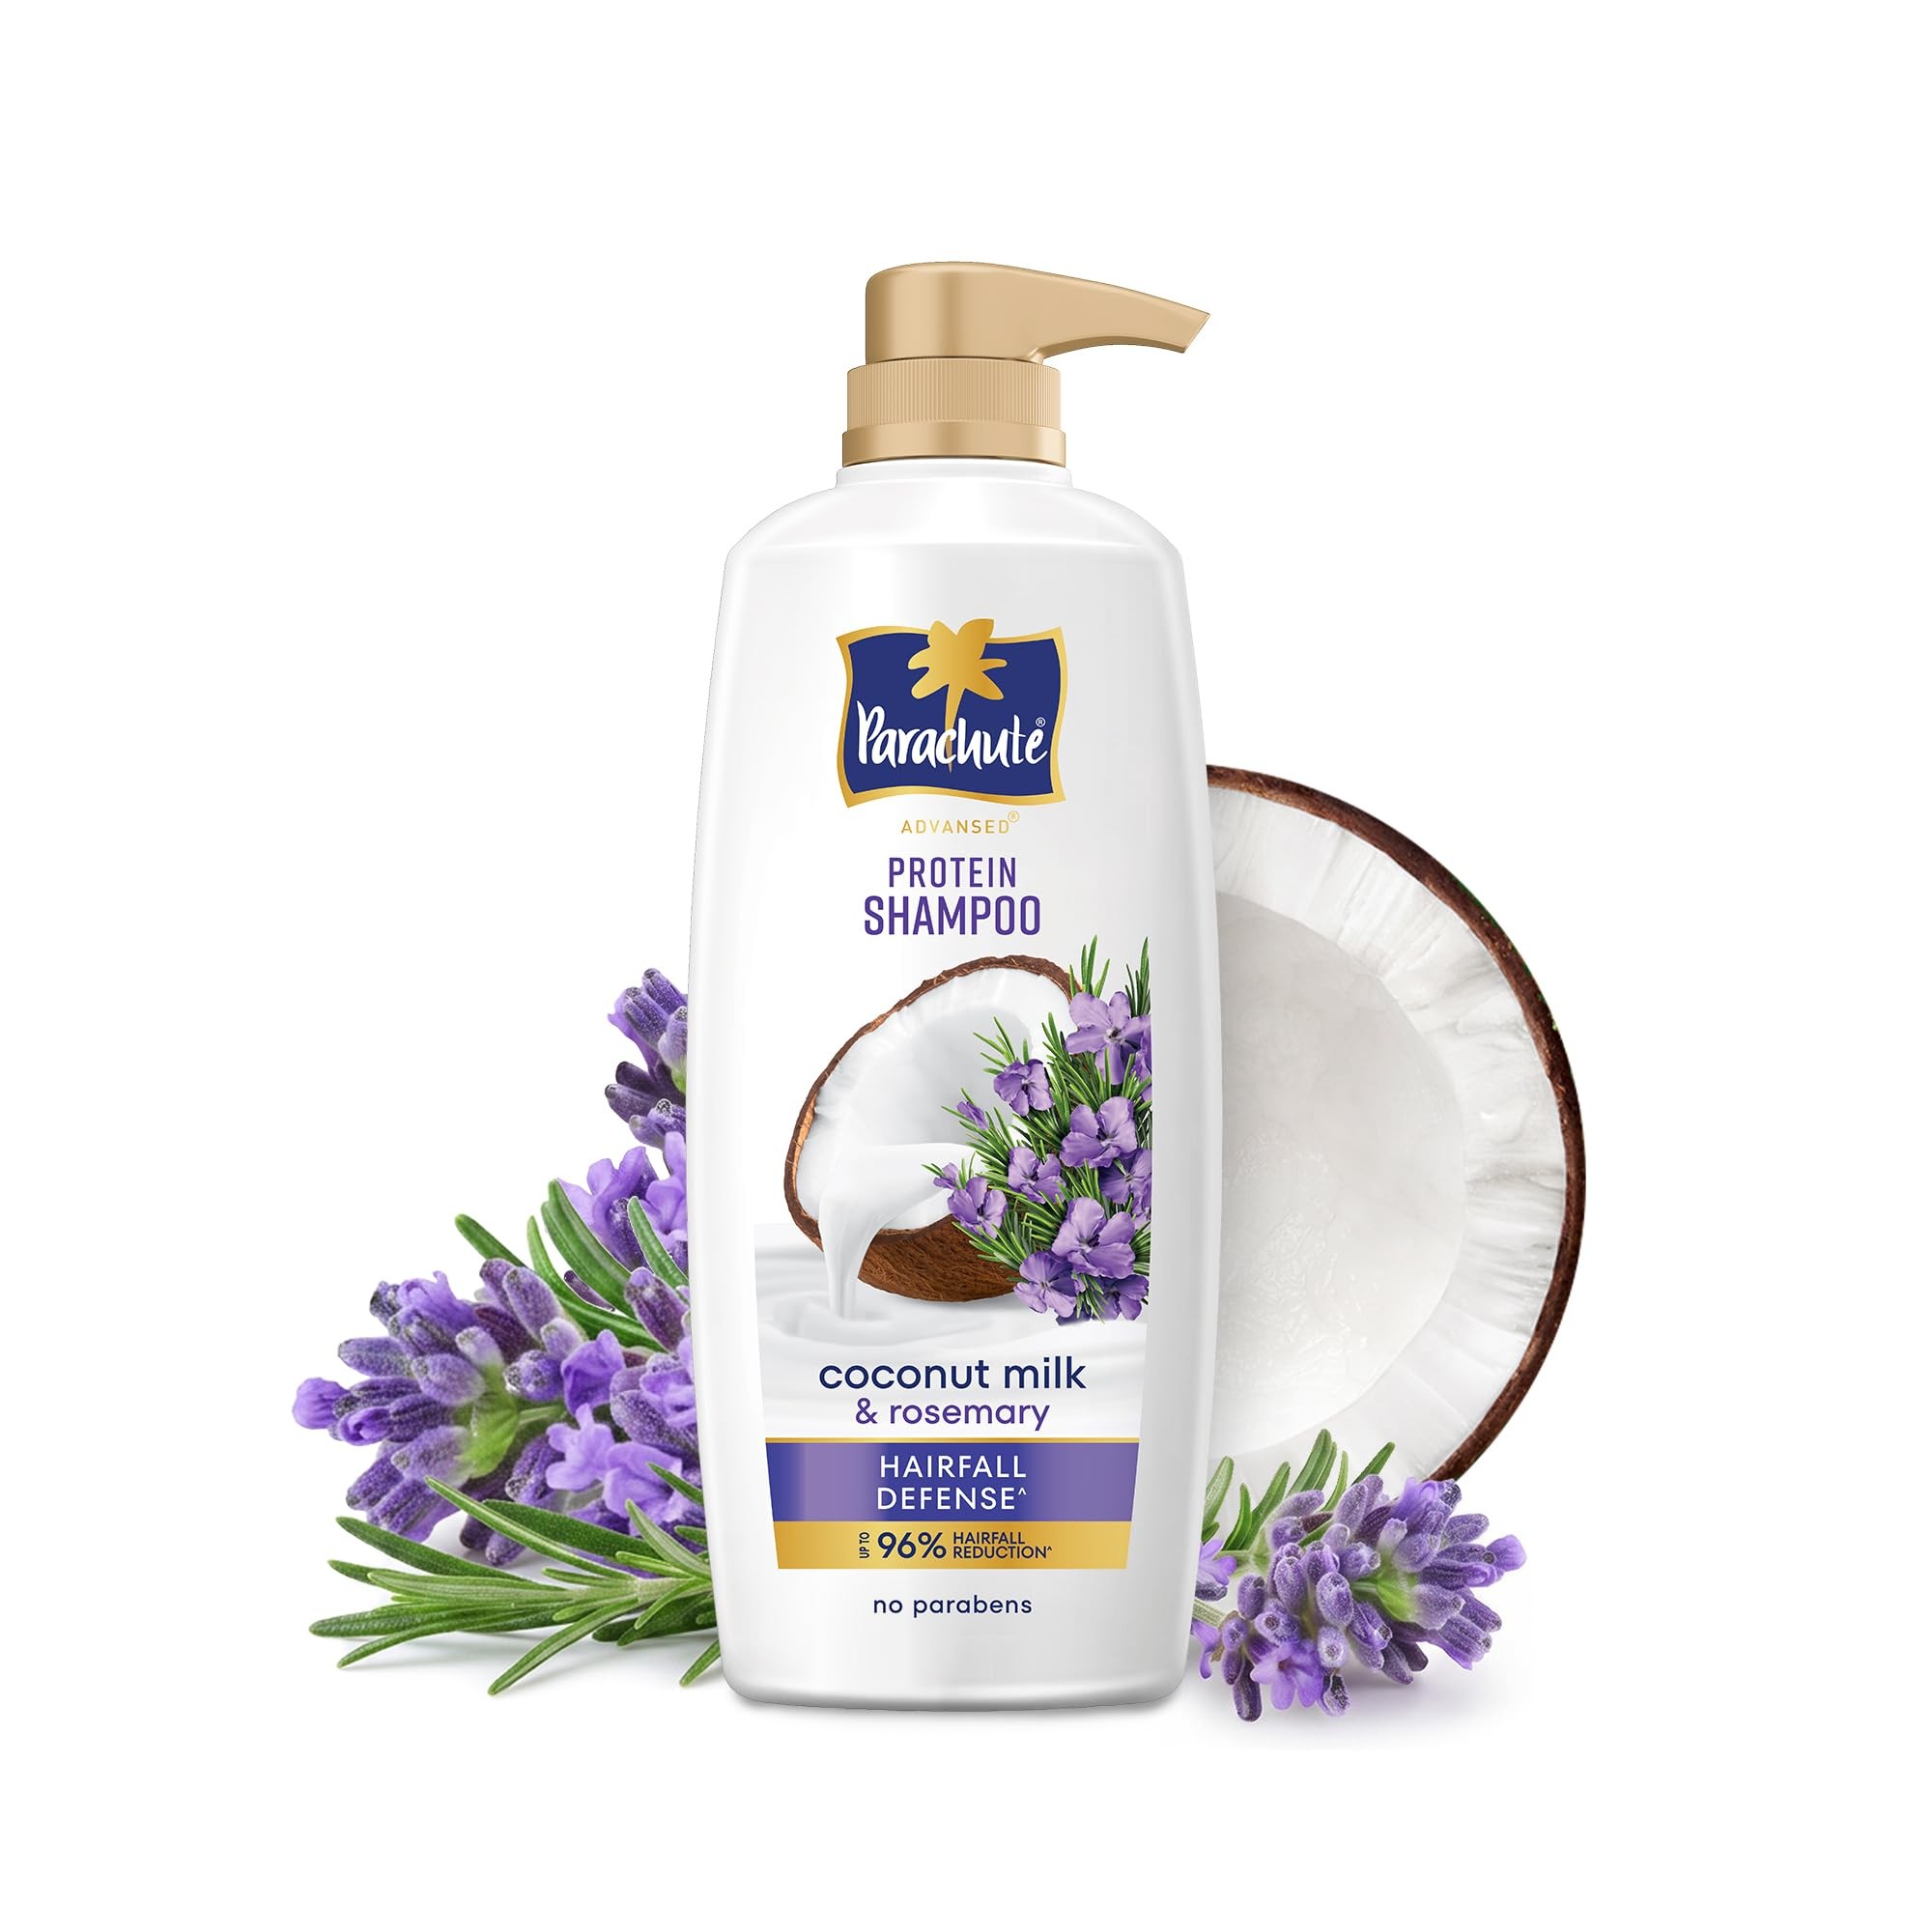 Parachute®
ADVANSED®
PROTEIN
SHAMPOO
coconut milk
& rosemary
HAIRFALL
DEFENSE^
UP TO 96% HAIRFALL
REDUCTION^
no parabens